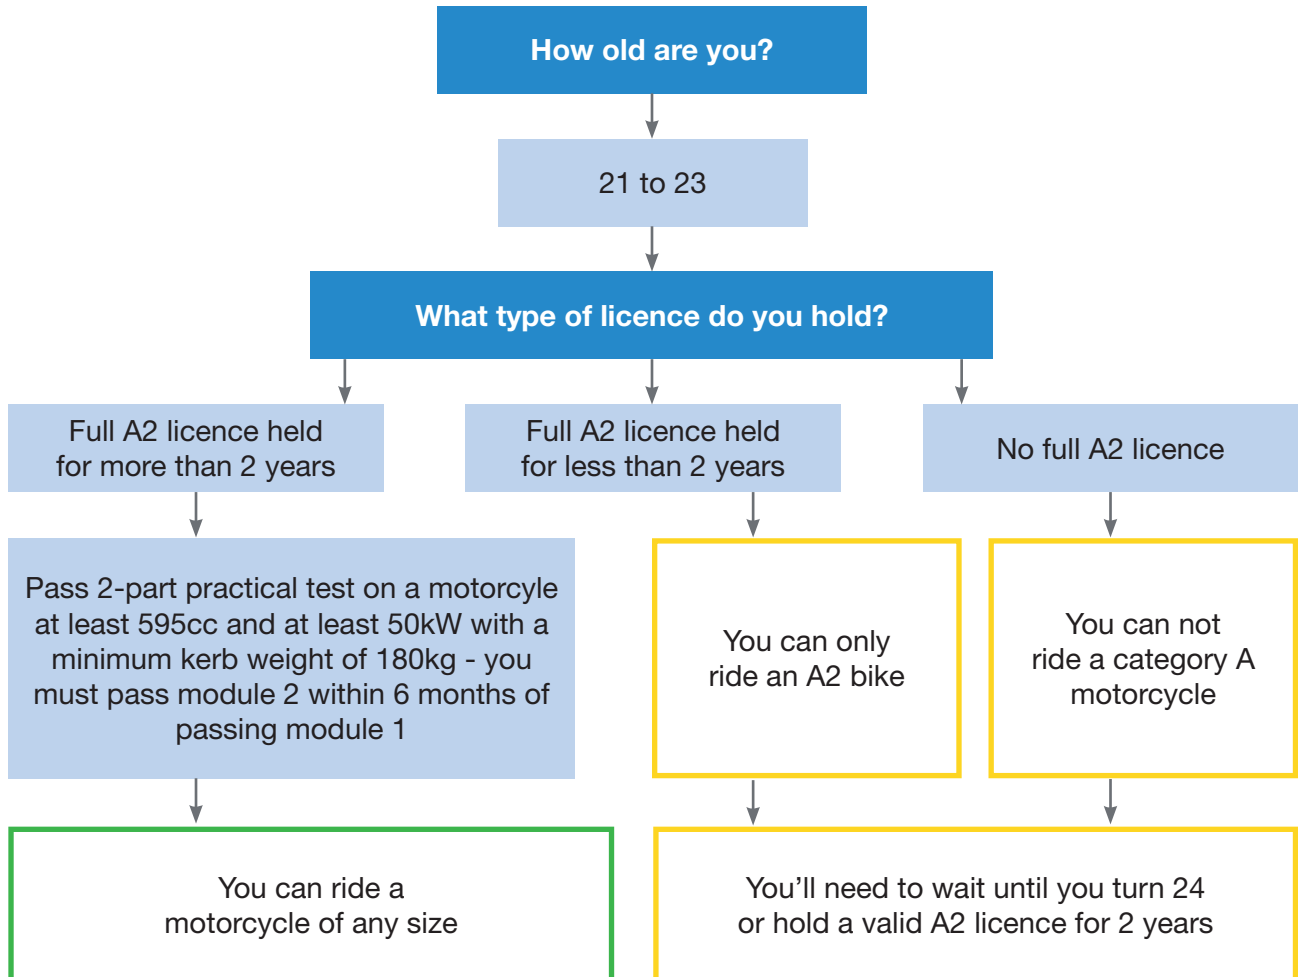 How old are you?
21 to 23
What type of licence do you hold?
Full A2 licence held
for more than 2 years
Full A2 licence held
for less than 2 years
No full A2 licence
Pass 2-part practical test on a motorcyle
at least 595cc and at least 50kW with a
minimum kerb weight of 180kg - you
must pass module 2 within 6 months of
passing module 1
You can only
ride an A2 bike
You can not
ride a category A
motorcycle
You can ride a
motorcycle of any size
You’ll need to wait until you turn 24
or hold a valid A2 licence for 2 years